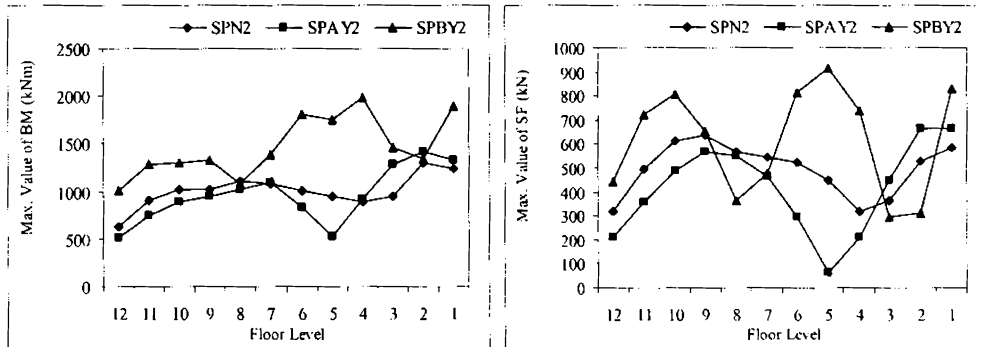 SPN2 SPAY2 SPBY2
2500
2000
1500
1000
500
0
Max. Value of BM (kNm)
12 11 10 9 8 7 6 5 4 3 2 1
Floor Level
SPN2 SPAY2 SPBY2
1000
900
800
700
600
500
400
300
200
100
0
Max. Value of SF (kN)
12 11 10 9 8 7 6 5 4 3 2 1
Floor Level